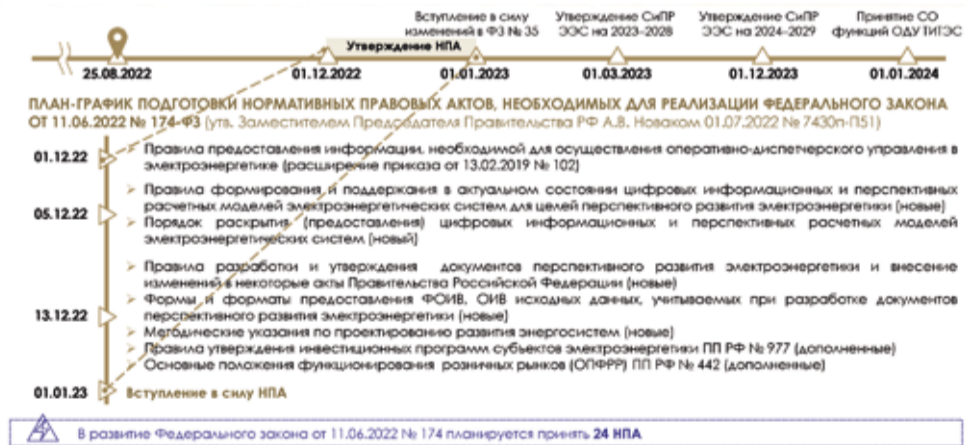 Вступление в силу
изменений в ФЗ № 35
Утверждение СиПР
ЭЭС на 2023–2028
Утверждение СиПР
ЭЭС на 2024–2029
Принятие СО
функций ОДУ ТИТЭС
Утверждение НПА
25.08.2022
01.12.2022
01.01.2023
01.03.2023
01.12.2023
01.01.2024
ПЛАН-ГРАФИК ПОДГОТОВКИ НОРМАТИВНЫХ ПРАВОВЫХ АКТОВ, НЕОБХОДИМЫХ ДЛЯ РЕАЛИЗАЦИИ ФЕДЕРАЛЬНОГО ЗАКОНА
ОТ 11.06.2022 № 174-ФЗ (утв. Заместителем Председателя Правительства РФ А.В. Новаком 01.07.2022 № 7430п-П51)
01.12.22
Правила предоставления информации, необходимой для осуществления оперативно-диспетчерского управления в
электроэнергетике (расширение приказа от 13.02.2019 № 102)
05.12.22
Правила формирования и поддержания в актуальном состоянии цифровых информационных и перспективных
расчетных моделей электроэнергетических систем для целей перспективного развития электроэнергетики (новые)
Порядок раскрытия (предоставления) цифровых информационных и перспективных расчетных моделей
электроэнергетических систем (новый)
13.12.22
Правила разработки и утверждения документов перспективного развития электроэнергетики и внесение
изменений в некоторые акты Правительства Российской Федерации (новые)
Формы и форматы предоставления ФОИВ, ОИВ исходных данных, учитываемых при разработке документов
перспективного развития электроэнергетики (новые)
Методические указания по проектированию развития энергосистем (новые)
Правила утверждения инвестиционных программ субъектов электроэнергетики ПП РФ № 977 (дополненные)
Основные положения функционирования розничных рынков (ОПФРР) ПП РФ № 442 (дополненные)
01.01.23
Вступление в силу НПА
В развитие Федерального закона от 11.06.2022 № 174 планируется принять 24 НПА